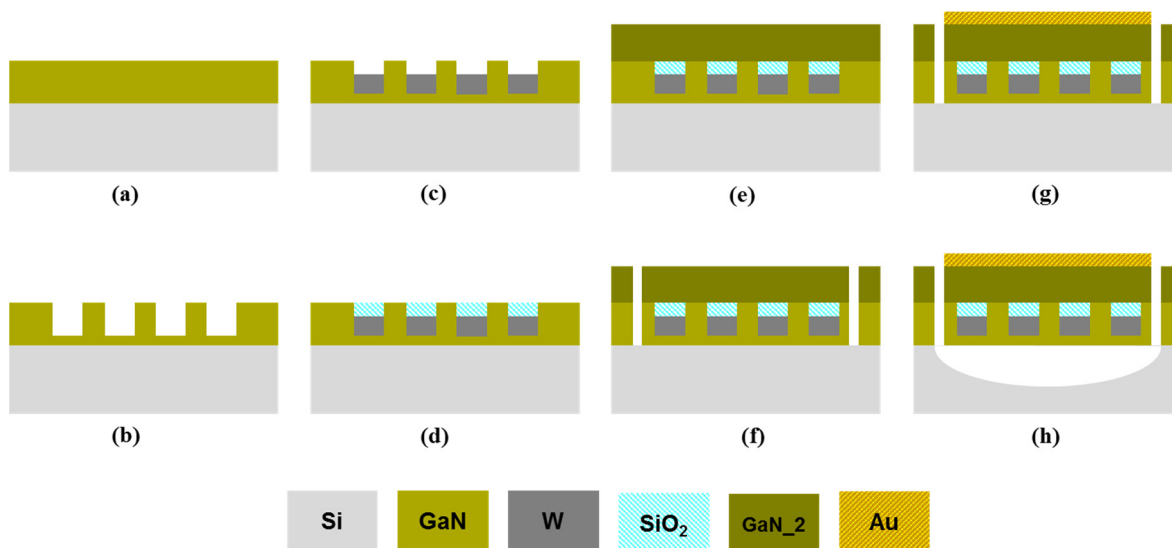 (a)
(c)
(e)
(g)
(b)
(d)
(f)
(h)
Si
GaN
W
SiO₂
GaN_2
Au